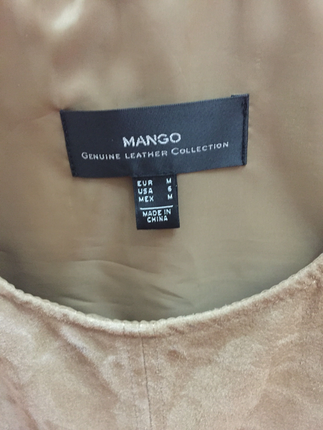 MANGO
GENUINE LEATHER COLLECTION
EUR M
USA 6
MEX M
MADE IN
CHINA